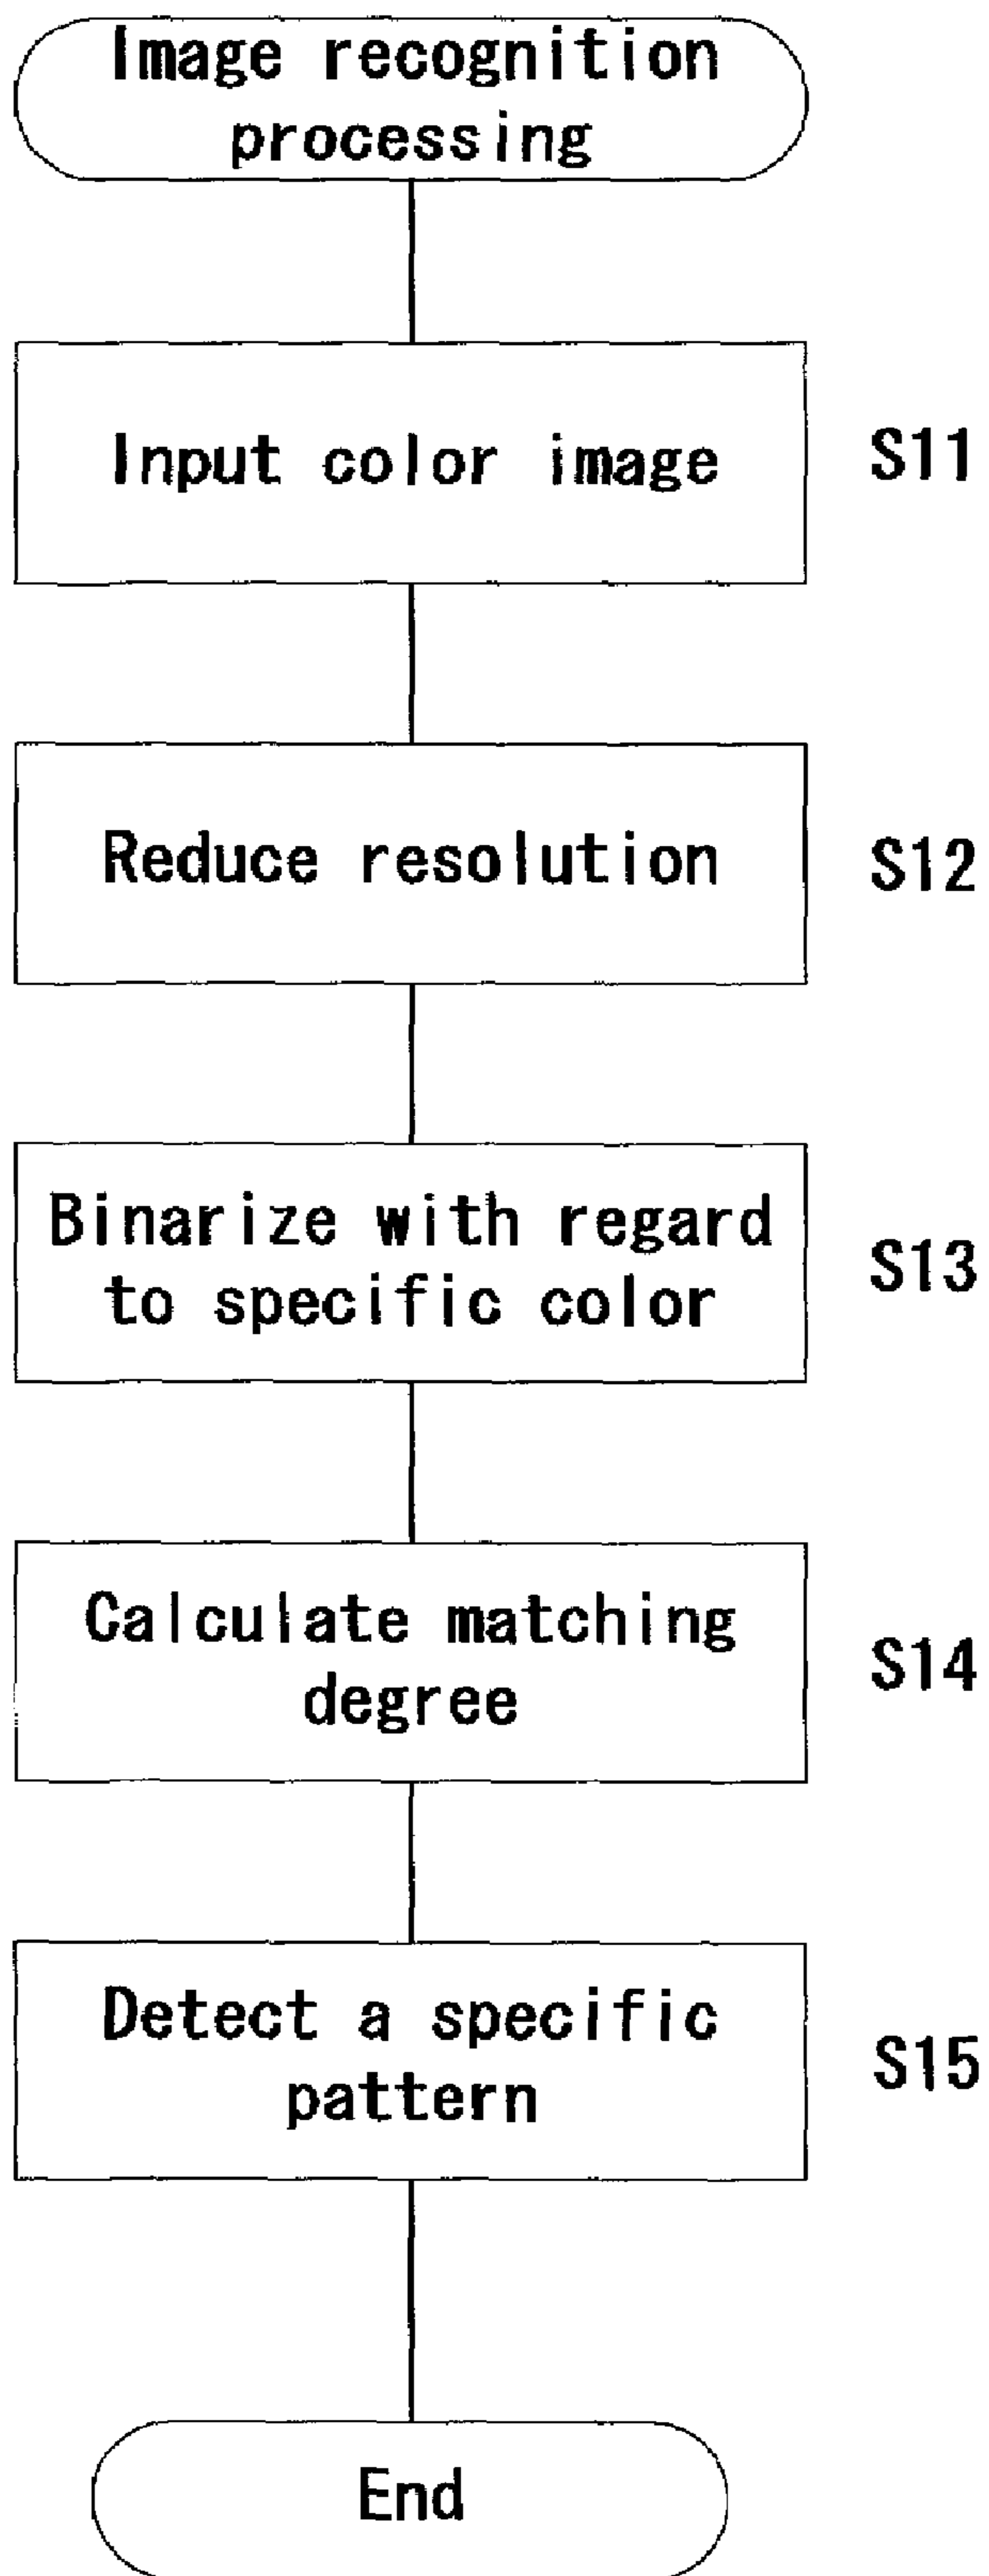 Image recognition
processing
Input color image
S11
Reduce resolution
S12
Binarize with regard
to specific color
S13
Calculate matching
degree
S14
Detect a specific
pattern
S15
End